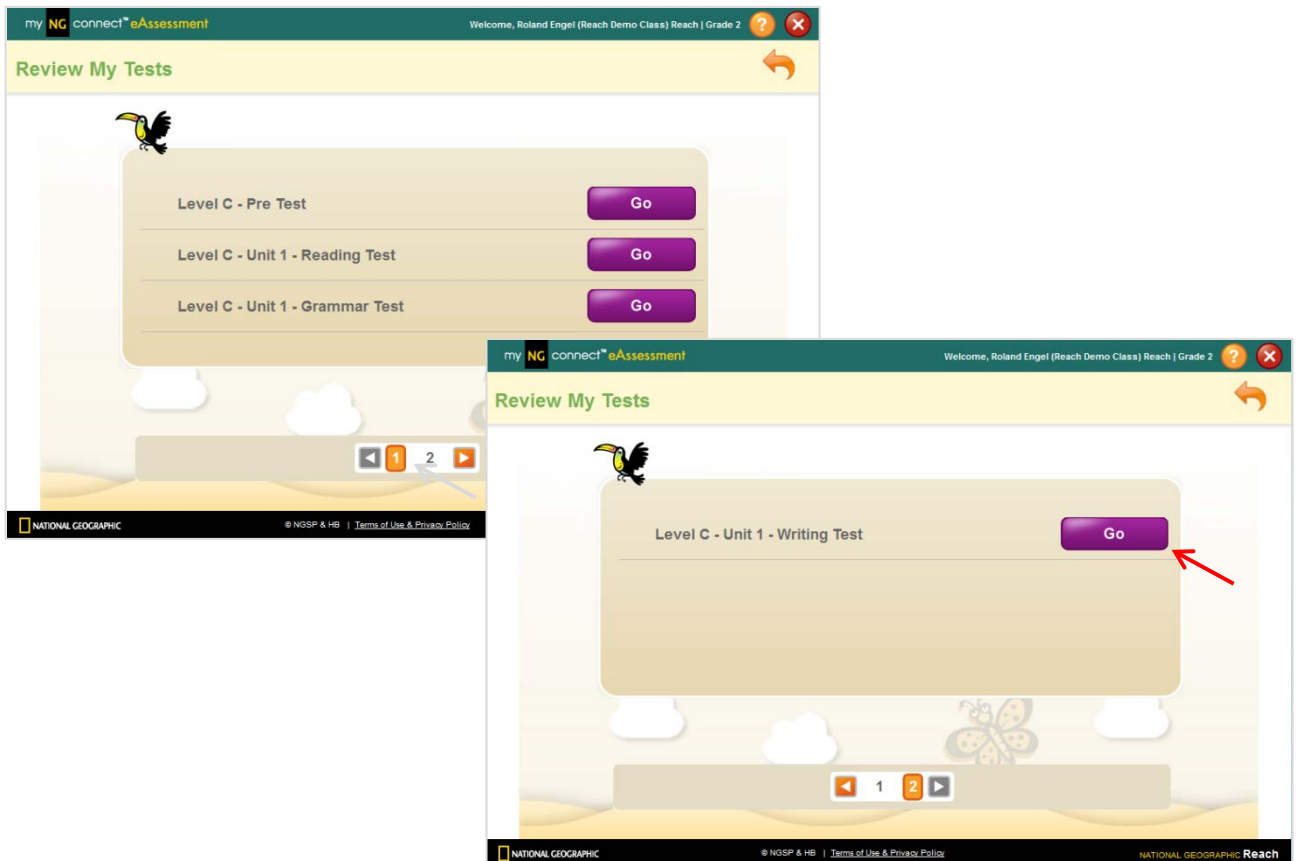 my NG connect™ eAssessment
Welcome, Roland Engel (Reach Demo Class) Reach | Grade 2 ?
Review My Tests
Level C - Pre Test Go
Level C - Unit 1 - Reading Test Go
Level C - Unit 1 - Grammar Test Go
1 2
NATIONAL GEOGRAPHIC © NGSP & HB | Terms of Use & Privacy Policy
my NG connect™ eAssessment
Welcome, Roland Engel (Reach Demo Class) Reach | Grade 2 ?
Review My Tests
Level C - Unit 1 - Writing Test Go
1 2
NATIONAL GEOGRAPHIC © NGSP & HB | Terms of Use & Privacy Policy NATIONAL GEOGRAPHIC Reach